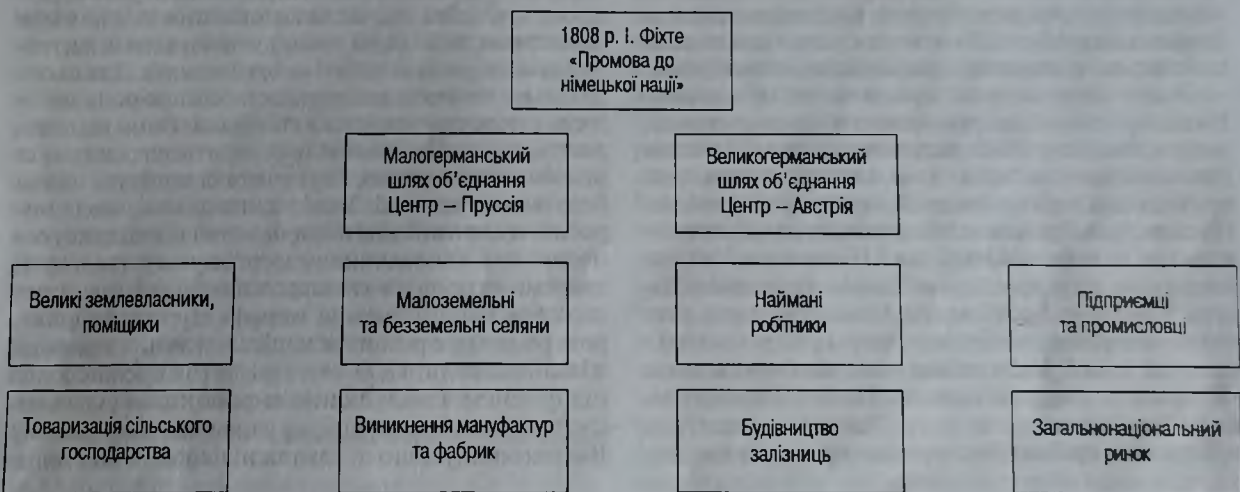 1808 р. І. Фіхте
«Промова до
німецької нації»
Малогерманський
шлях об’єднання
Центр – Пруссія
Великогерманський
шлях об’єднання
Центр – Австрія
Великі землевласники,
поміщики
Малоземельні
та безземельні селяни
Наймані
робітники
Підприємці
та промисловці
Товаризація сільського
господарства
Виникнення мануфактур
та фабрик
Будівництво
залізниць
Загальнонаціональний
ринок